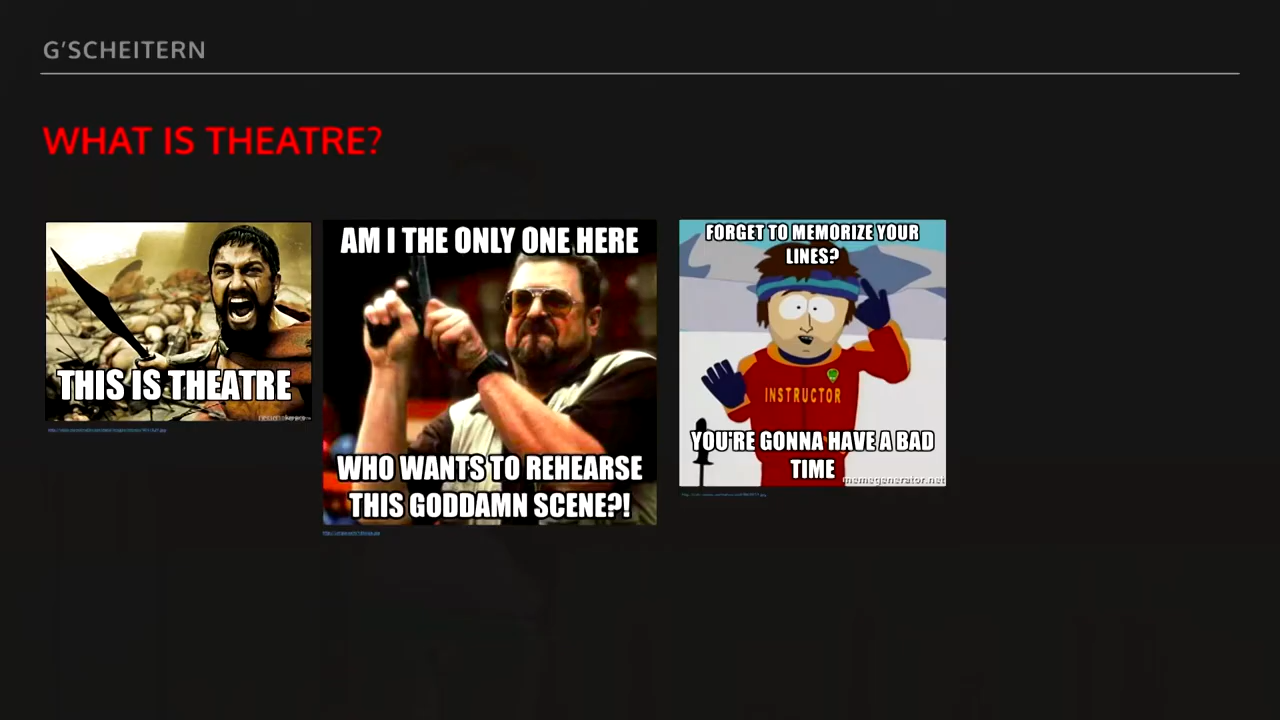 G'SCHEITERN
WHAT IS THEATRE?
THIS IS THEATRE
AM I THE ONLY ONE HERE
WHO WANTS TO REHEARSE
THIS GODDAMN SCENE?!
FORGET TO MEMORIZE YOUR
LINES?
INSTRUCTOR
YOU'RE GONNA HAVE A BAD
TIME
memegenerator.net